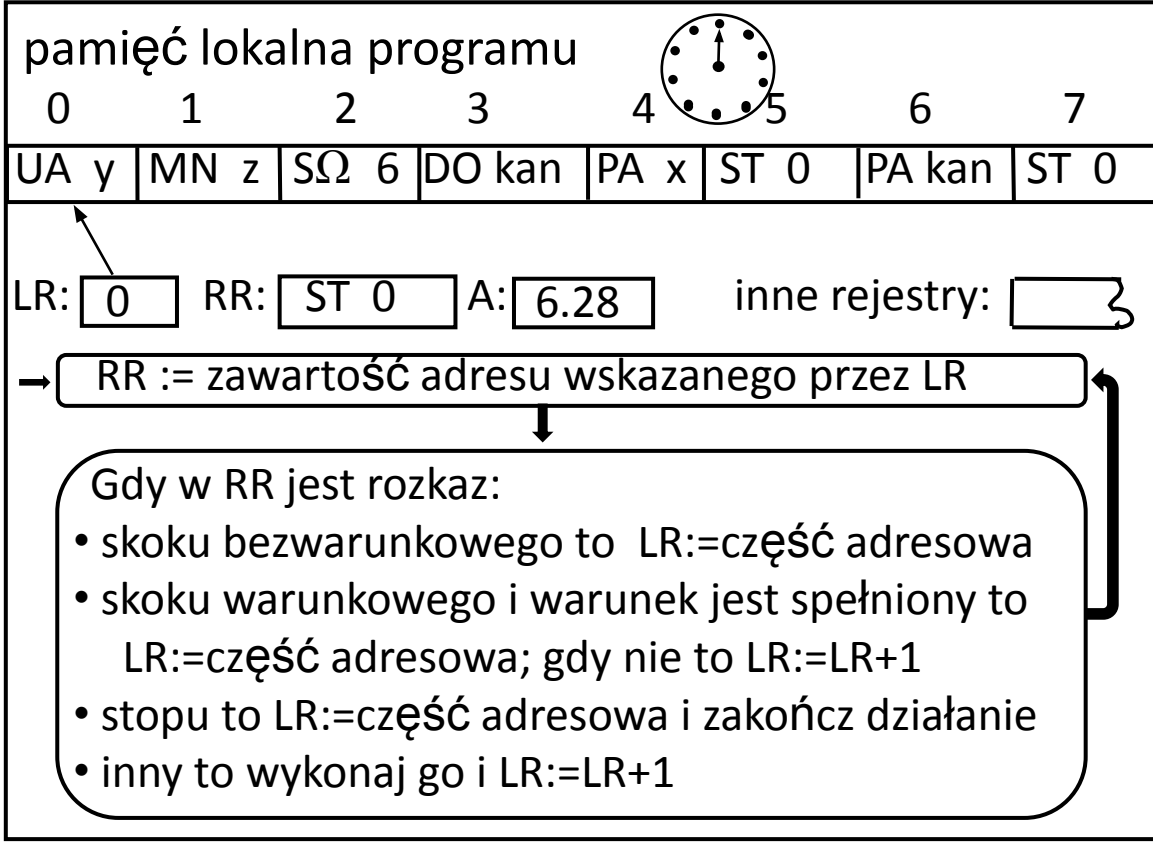 pamięć lokalna programu
0 1 2 3 4 5 6 7
UA y MN z SΩ 6 DO kan PA x ST 0 PA kan ST 0
LR: 0 RR: ST 0 A: 6.28 inne rejestry:
RR := zawartość adresu wskazanego przez LR
Gdy w RR jest rozkaz:
• skoku bezwarunkowego to LR:=część adresowa
• skoku warunkowego i warunek jest spełniony to
LR:=część adresowa; gdy nie to LR:=LR+1
• stopu to LR:=część adresowa i zakończ działanie
• inny to wykonaj go i LR:=LR+1